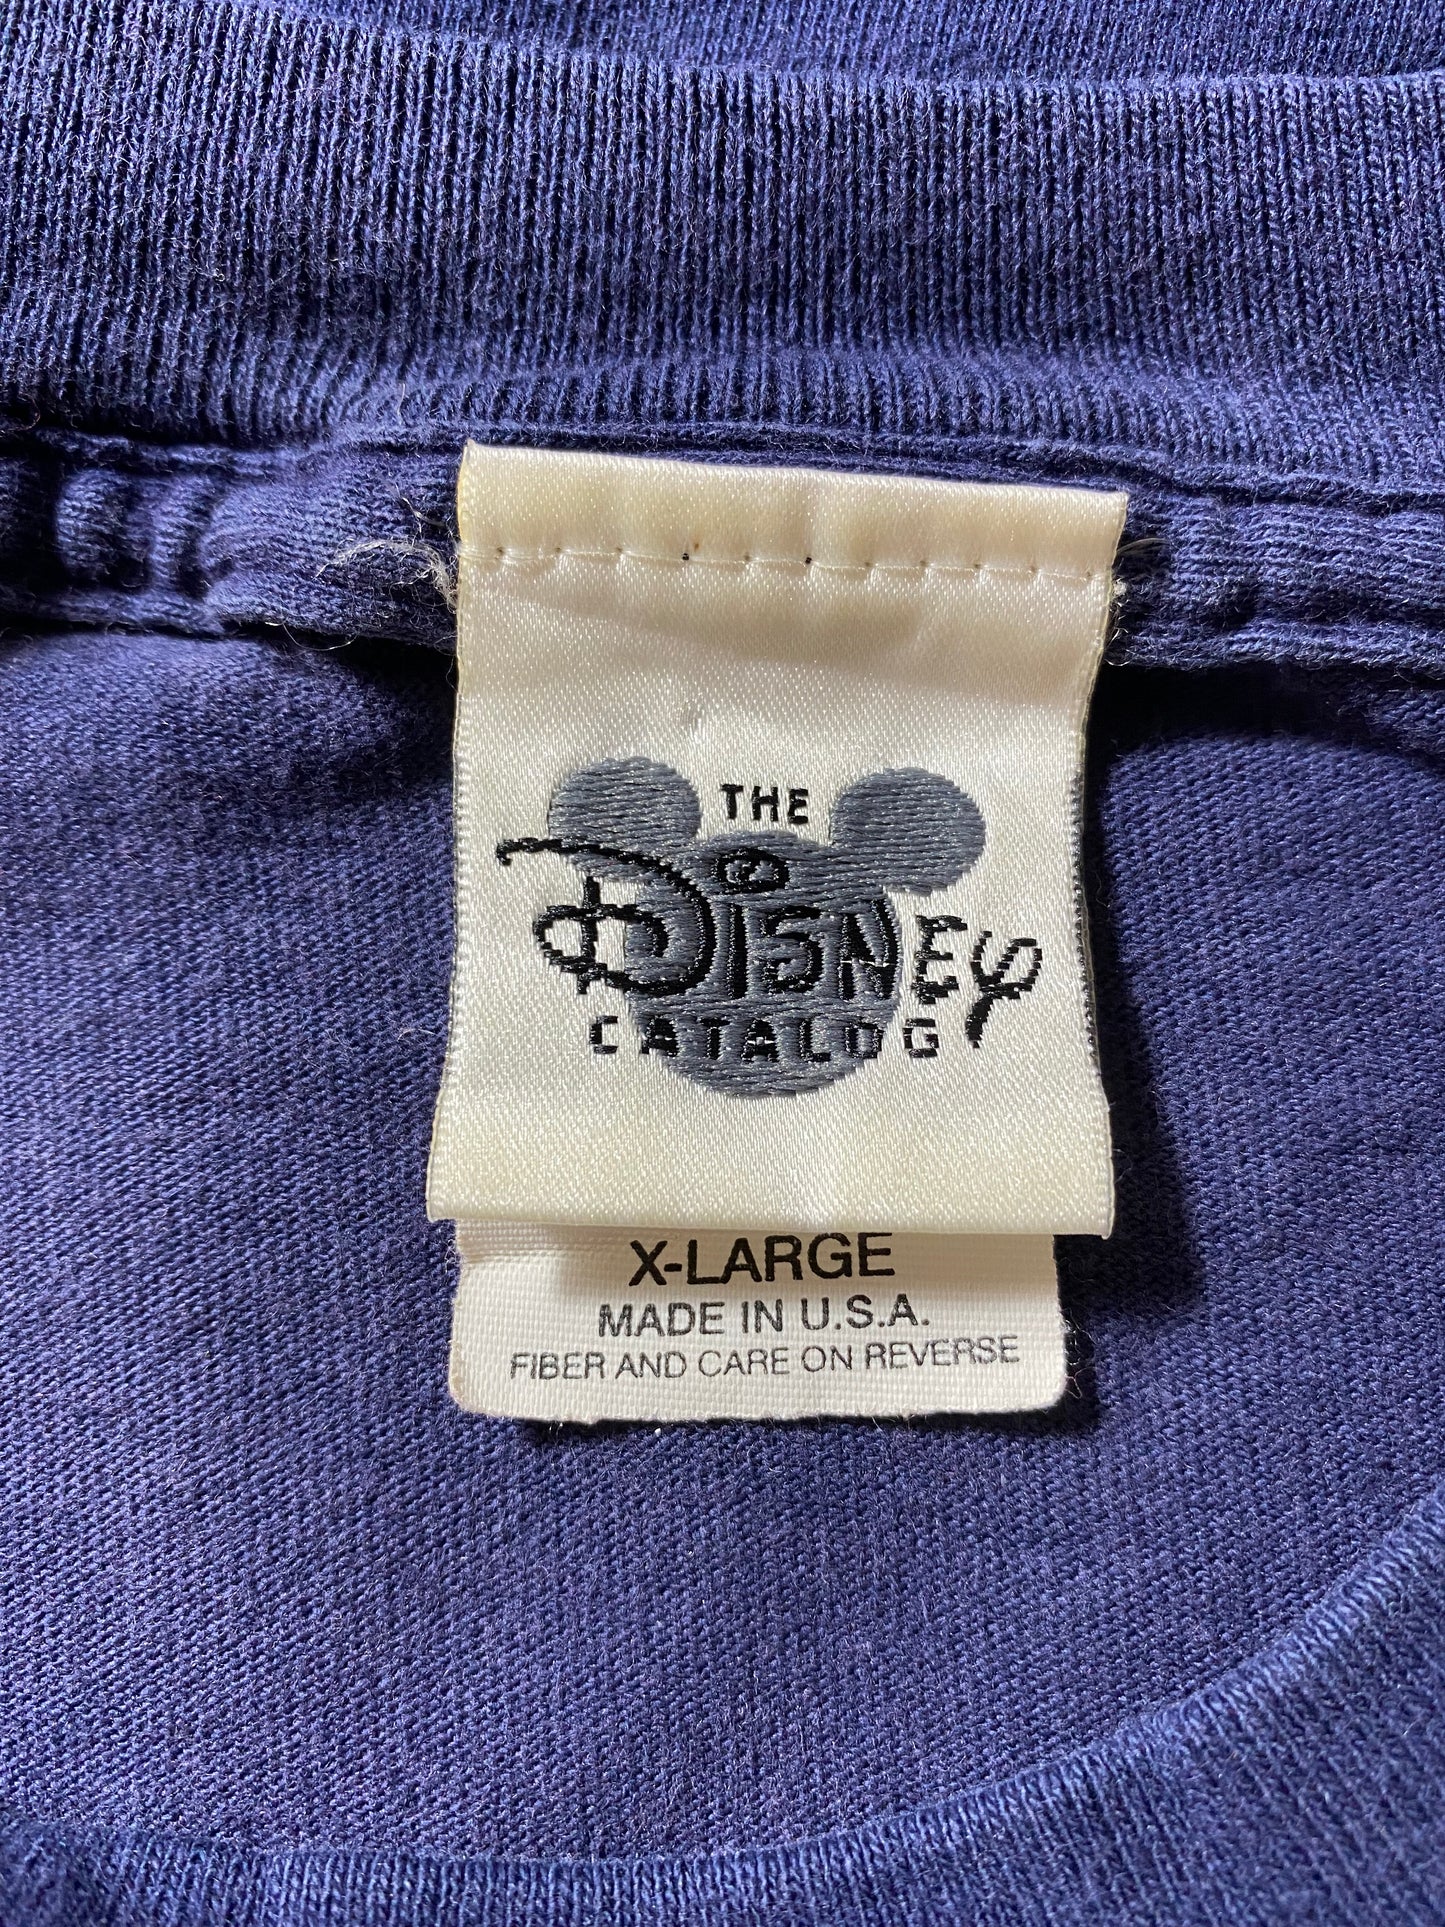 THE
DISNEY
CATALOG
X-LARGE
MADE IN U.S.A.
FIBER AND CARE ON REVERSE